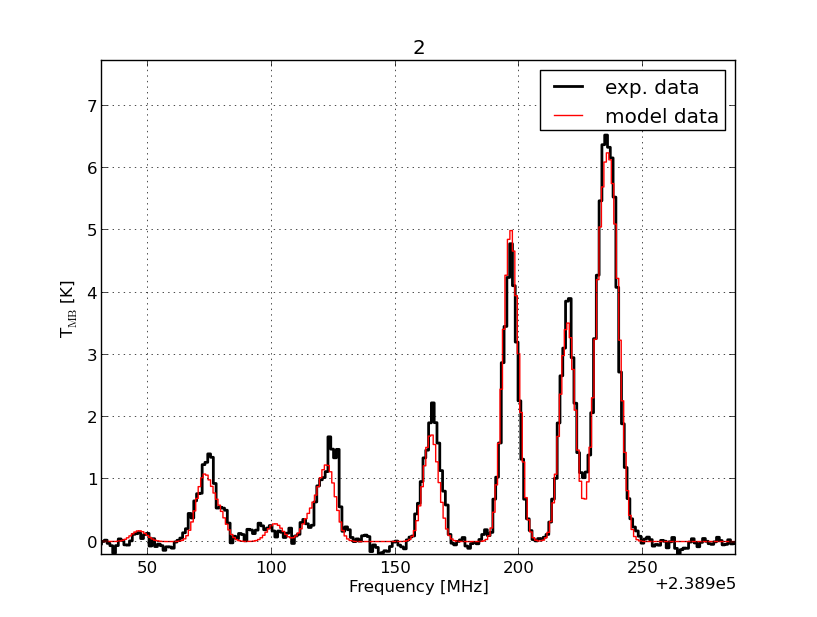 2
exp. data
model data
7
6
5
4
3
2
1
0
T_MB [K]
50 100 150 200 250
+2.389e5
Frequency [MHz]